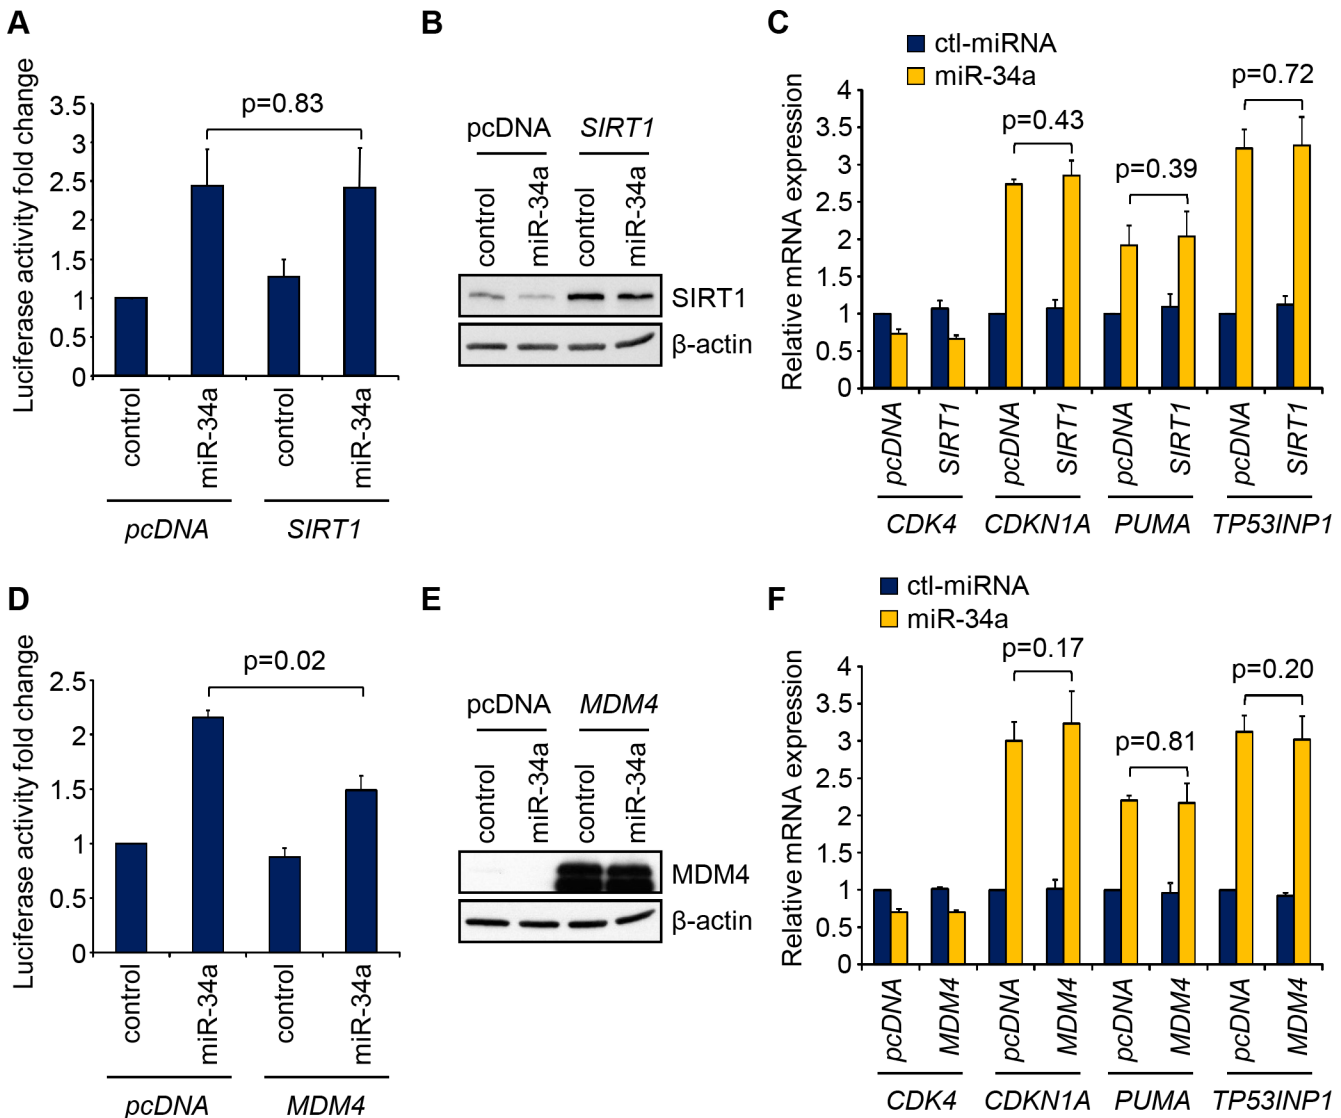 A
Luciferase activity fold change
3.5
3
2.5
2
1.5
1
0.5
0
p=0.83
control
miR-34a
control
miR-34a
pcDNA
SIRT1
B
pcDNA
SIRT1
control
miR-34a
control
miR-34a
SIRT1
β-actin
C
ctl-miRNA
miR-34a
Relative mRNA expression
4
3.5
3
2.5
2
1.5
1
0.5
0
p=0.43
p=0.39
p=0.72
pcDNA
SIRT1
pcDNA
SIRT1
pcDNA
SIRT1
pcDNA
SIRT1
CDK4
CDKN1A
PUMA
TP53INP1
D
Luciferase activity fold change
2.5
2
1.5
1
0.5
0
p=0.02
control
miR-34a
control
miR-34a
pcDNA
MDM4
E
pcDNA
MDM4
control
miR-34a
control
miR-34a
MDM4
β-actin
F
ctl-miRNA
miR-34a
Relative mRNA expression
4
3.5
3
2.5
2
1.5
1
0.5
0
p=0.17
p=0.81
p=0.20
pcDNA
MDM4
pcDNA
MDM4
pcDNA
MDM4
pcDNA
MDM4
CDK4
CDKN1A
PUMA
TP53INP1